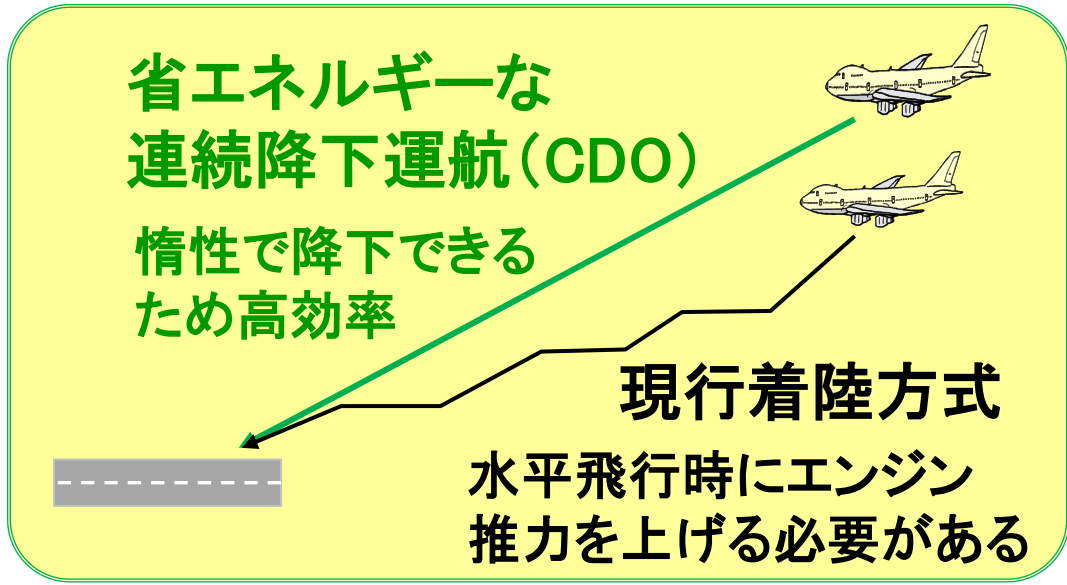 省エネルギーな
連続降下運航（CDO）
惰性で降下できる
ため高効率
現行着陸方式
水平飛行時にエンジン
推力を上げる必要がある